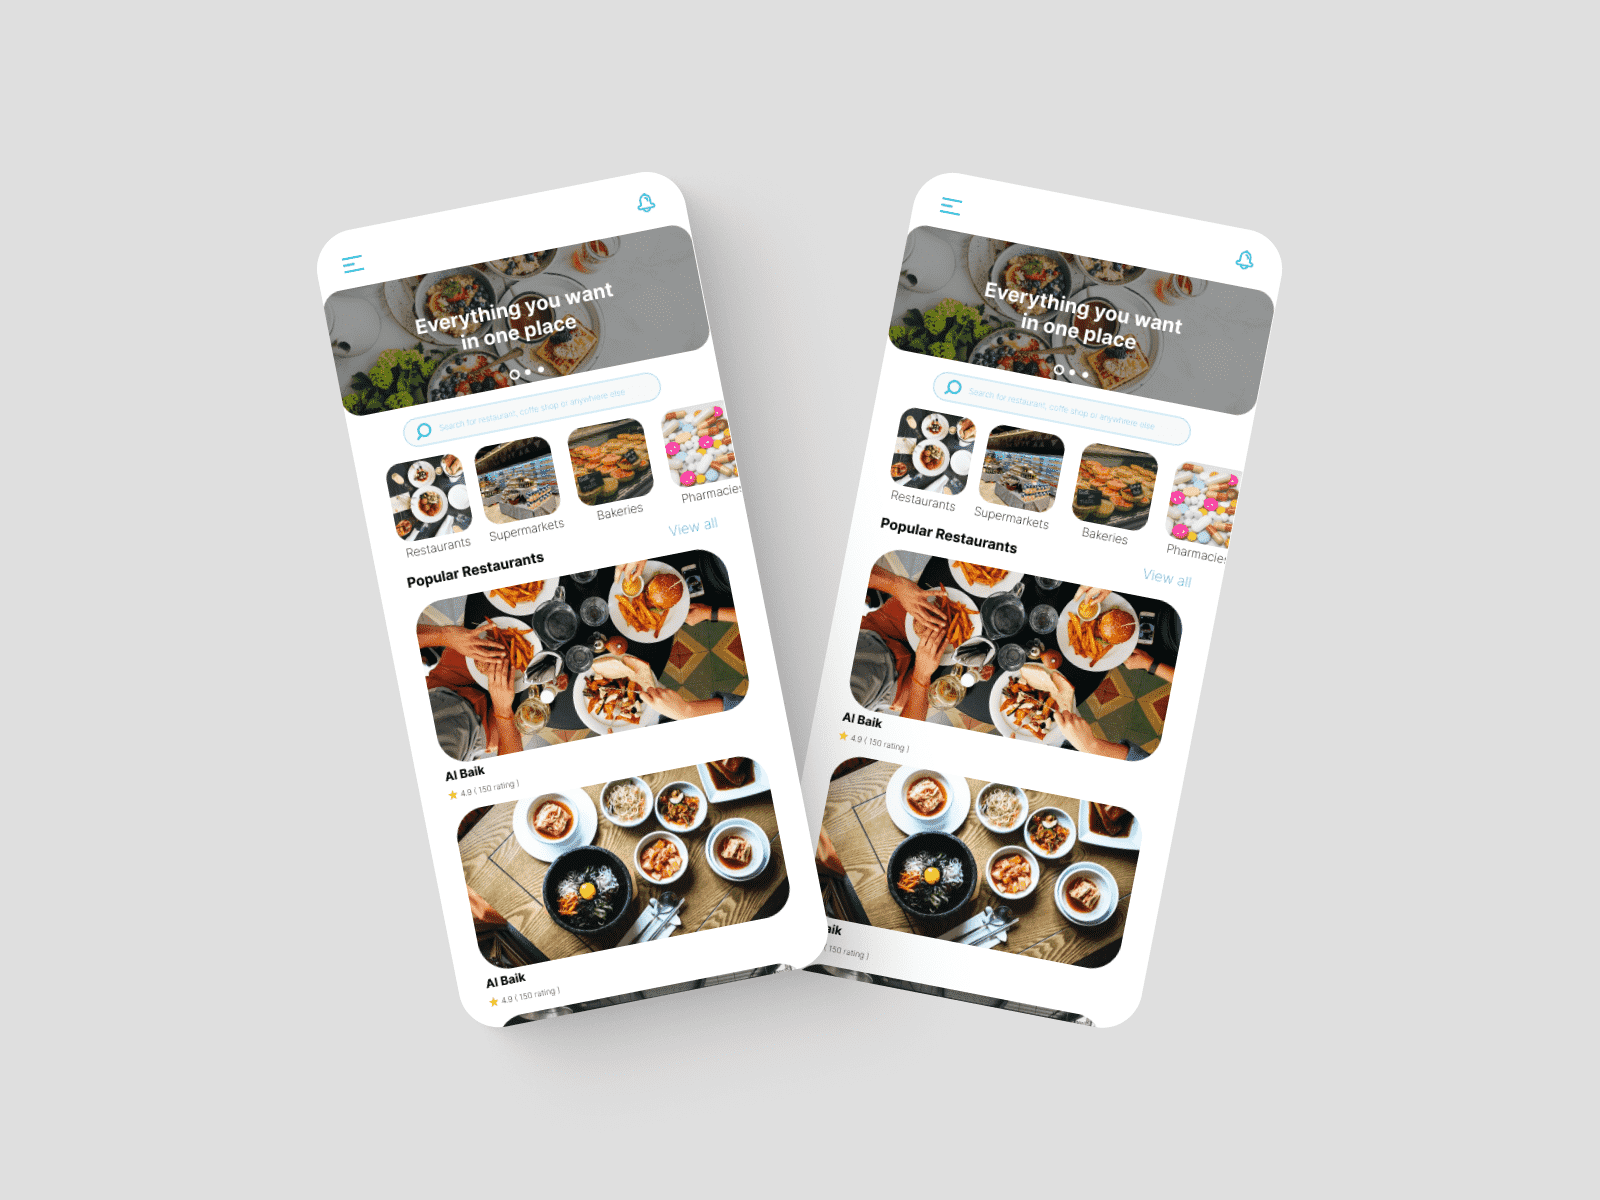 Everything you want
in one place
Search for restaurant, coffe shop or anywhere else
Restaurants
Supermarkets
Bakeries
Pharmacies
View all
Popular Restaurants
Al Baik
4.9 ( 150 rating )
Al Baik
4.9 ( 150 rating )
Everything you want
in one place
Search for restaurant, coffe shop or anywhere else
Restaurants
Supermarkets
Bakeries
Pharmacies
Popular Restaurants
View all
Al Baik
4.9 ( 150 rating )
aik
( 150 rating )